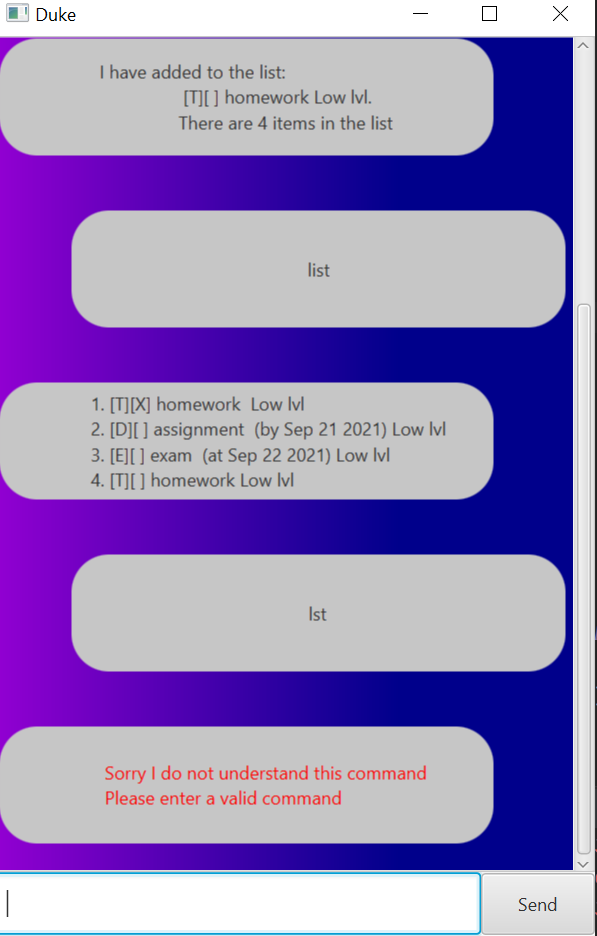 Duke
I have added to the list:
[T][ ] homework Low lvl.
There are 4 items in the list
list
1. [T][X] homework  Low lvl
2. [D][ ] assignment  (by Sep 21 2021) Low lvl
3. [E][ ] exam  (at Sep 22 2021) Low lvl
4. [T][ ] homework Low lvl
lst
Sorry I do not understand this command
Please enter a valid command
Send